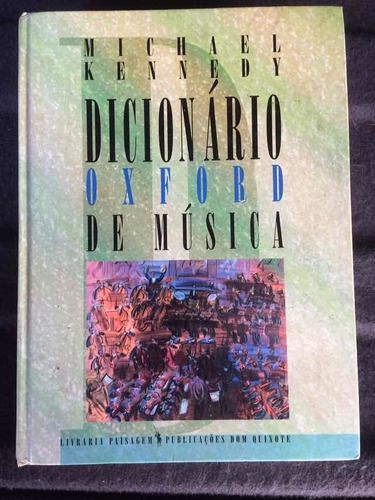 MICHAEL
KENNEDY
DICIONÁRIO
OXFORD
DE MÚSICA
LIVRARIA PAISAGEM PUBLICAÇÕES DOM QUIXOTE